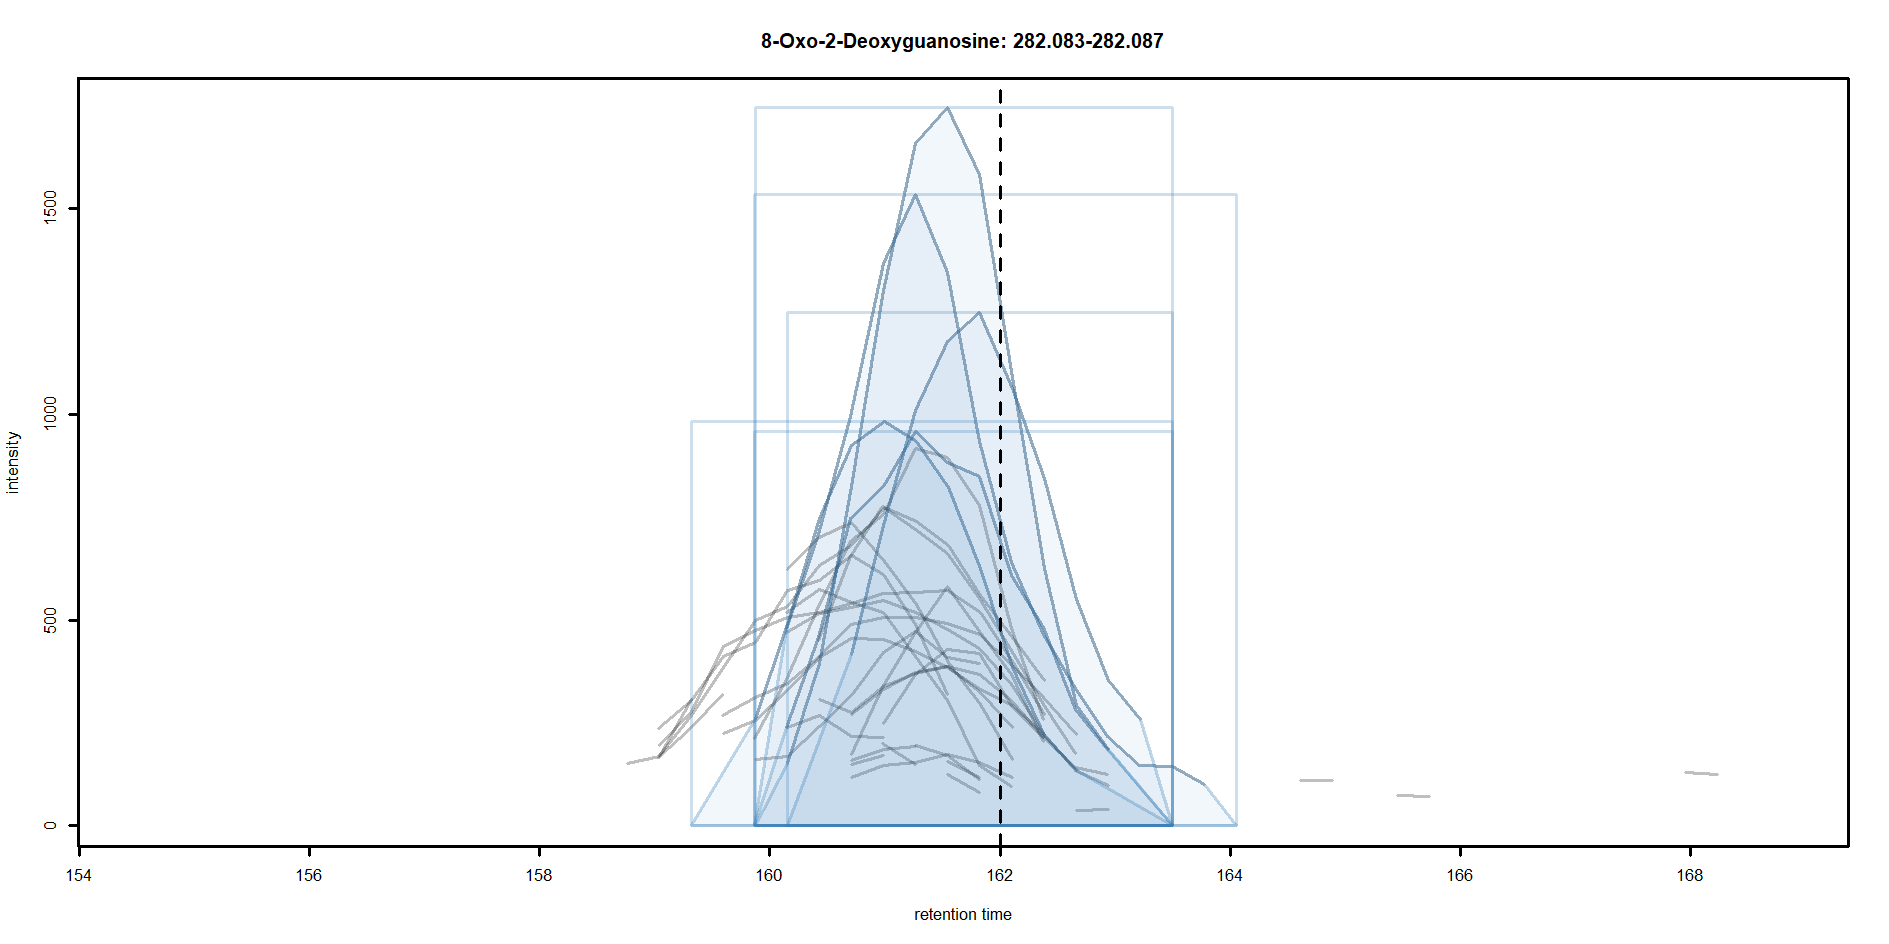 8-Oxo-2-Deoxyguanosine: 282.083-282.087
1500
1000
500
0
intensity
154 156 158 160 162 164 166 168
retention time